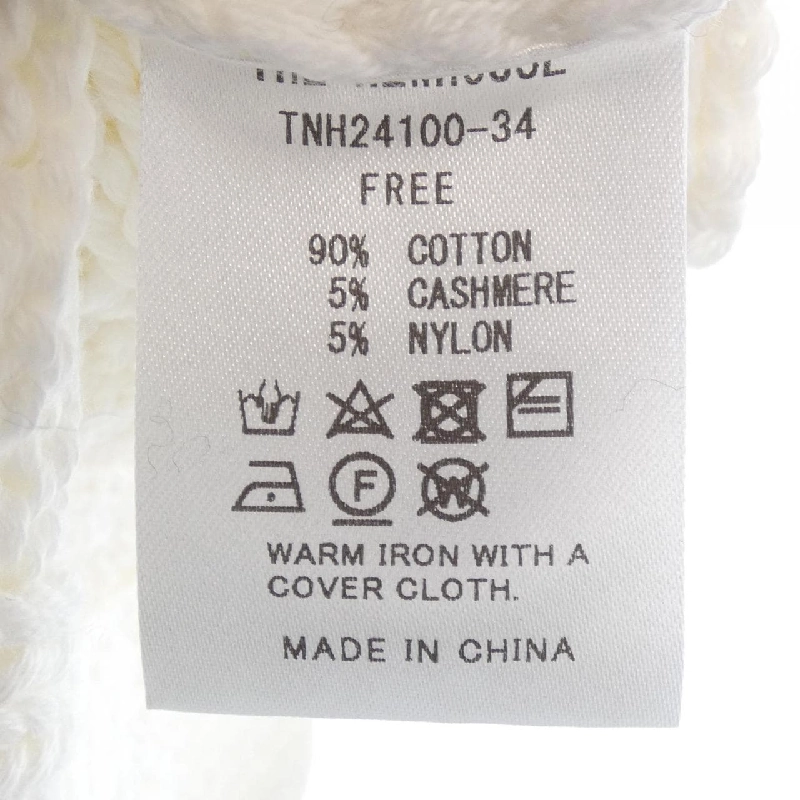 TNH24100-34
FREE
90% COTTON
5% CASHMERE
5% NYLON
F W
WARM IRON WITH A
COVER CLOTH.
MADE IN CHINA